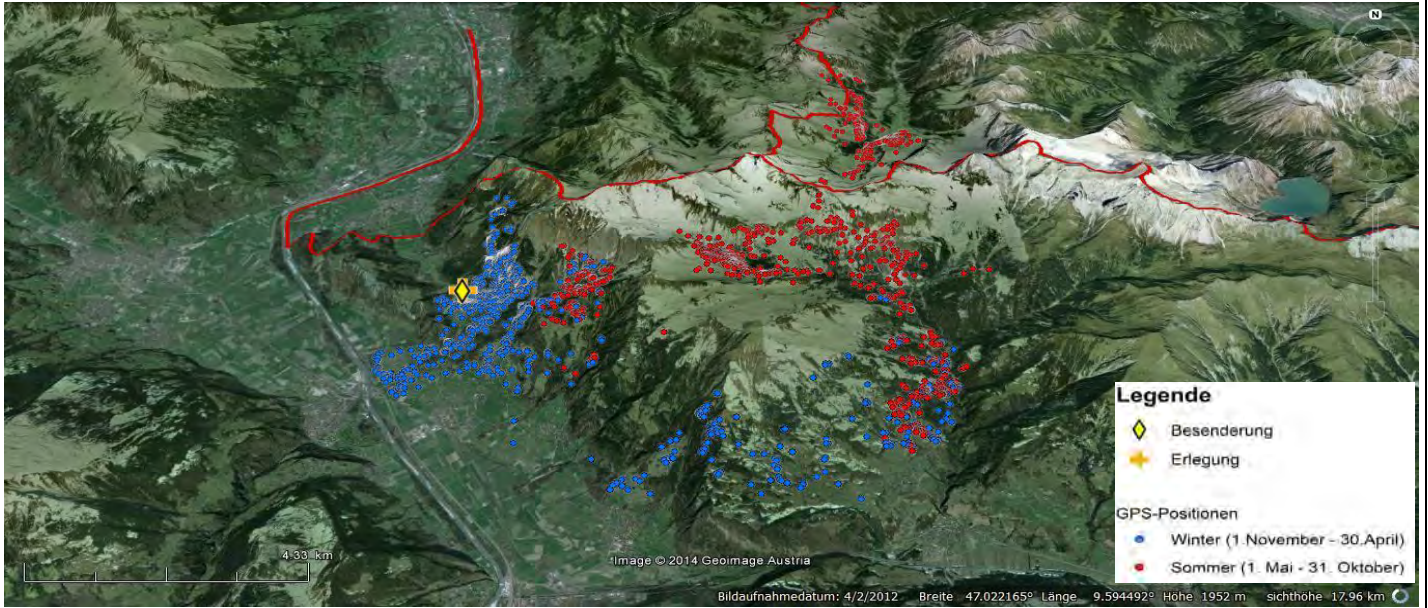 N
Legende
Besenderung
Erlegung
GPS-Positionen
Winter (1.November - 30.April)
Sommer (1. Mai - 31. Oktober)
4.33 km
Image © 2014 Geoimage Austria
Bildaufnahmedatum: 4/2/2012 Breite 47.022165° Länge 9.594492° Höhe 1952 m sichthöhe 17.96 km